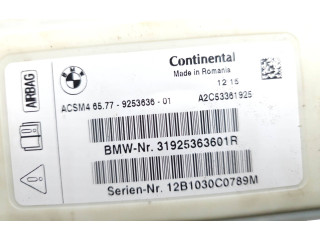 AIRBAG
BMW
Continental
Made in Romania
12 15
ACSM4 65.77 - 9253636 - 01
A2C53361925
BMW-Nr. 31925363601R
Serien-Nr. 12B1030C0789M